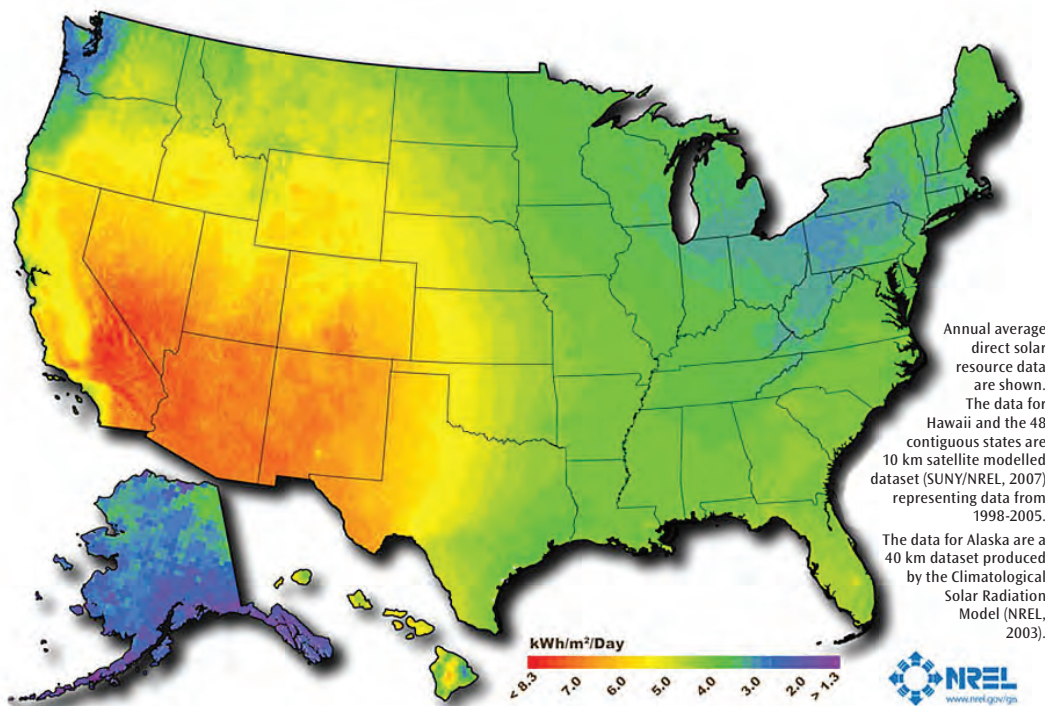 Annual average
direct solar
resource data
are shown.
The data for
Hawaii and the 48
contiguous states are
10 km satellite modelled
dataset (SUNY/NREL, 2007)
representing data from
1998-2005.
The data for Alaska are a
40 km dataset produced
by the Climatological
Solar Radiation
Model (NREL,
2003).
kWh/m²/Day
< 8.3 7.0 6.0 5.0 4.0 3.0 2.0 > 1.3
NREL
www.nrel.gov/gis